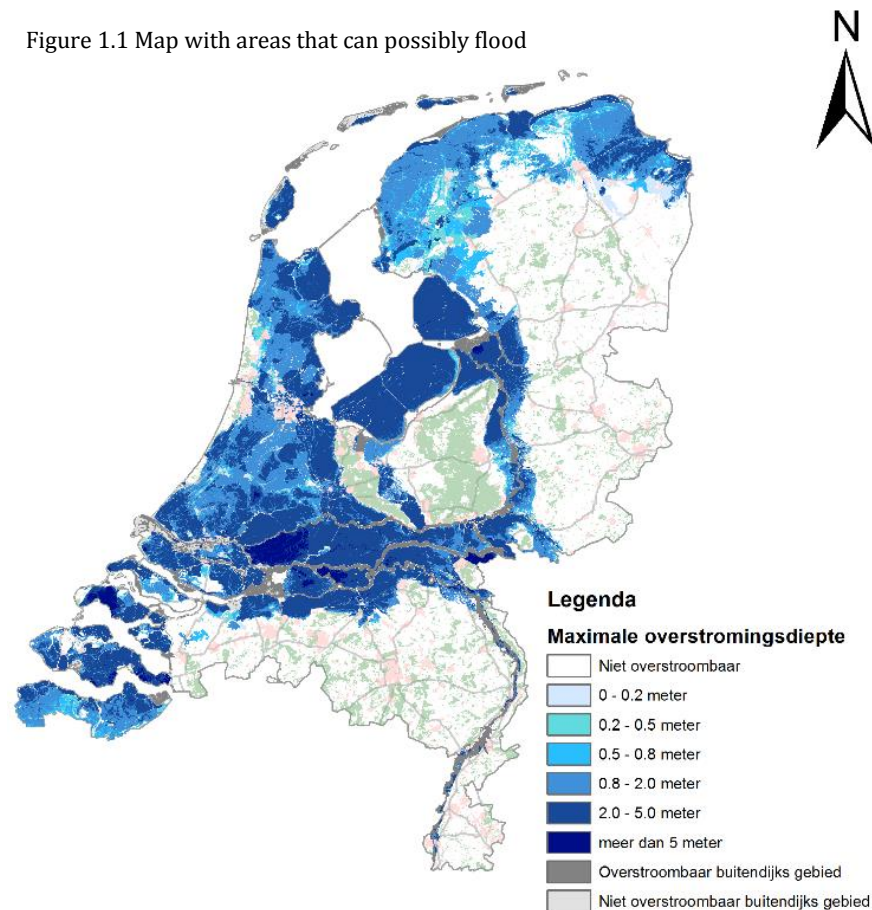 Figure 1.1 Map with areas that can possibly flood
N
Legenda
Maximale overstromingsdiepte
Niet overstroombaar
0 - 0.2 meter
0.2 - 0.5 meter
0.5 - 0.8 meter
0.8 - 2.0 meter
2.0 - 5.0 meter
meer dan 5 meter
Overstroombaar buitendijks gebied
Niet overstroombaar buitendijks gebied